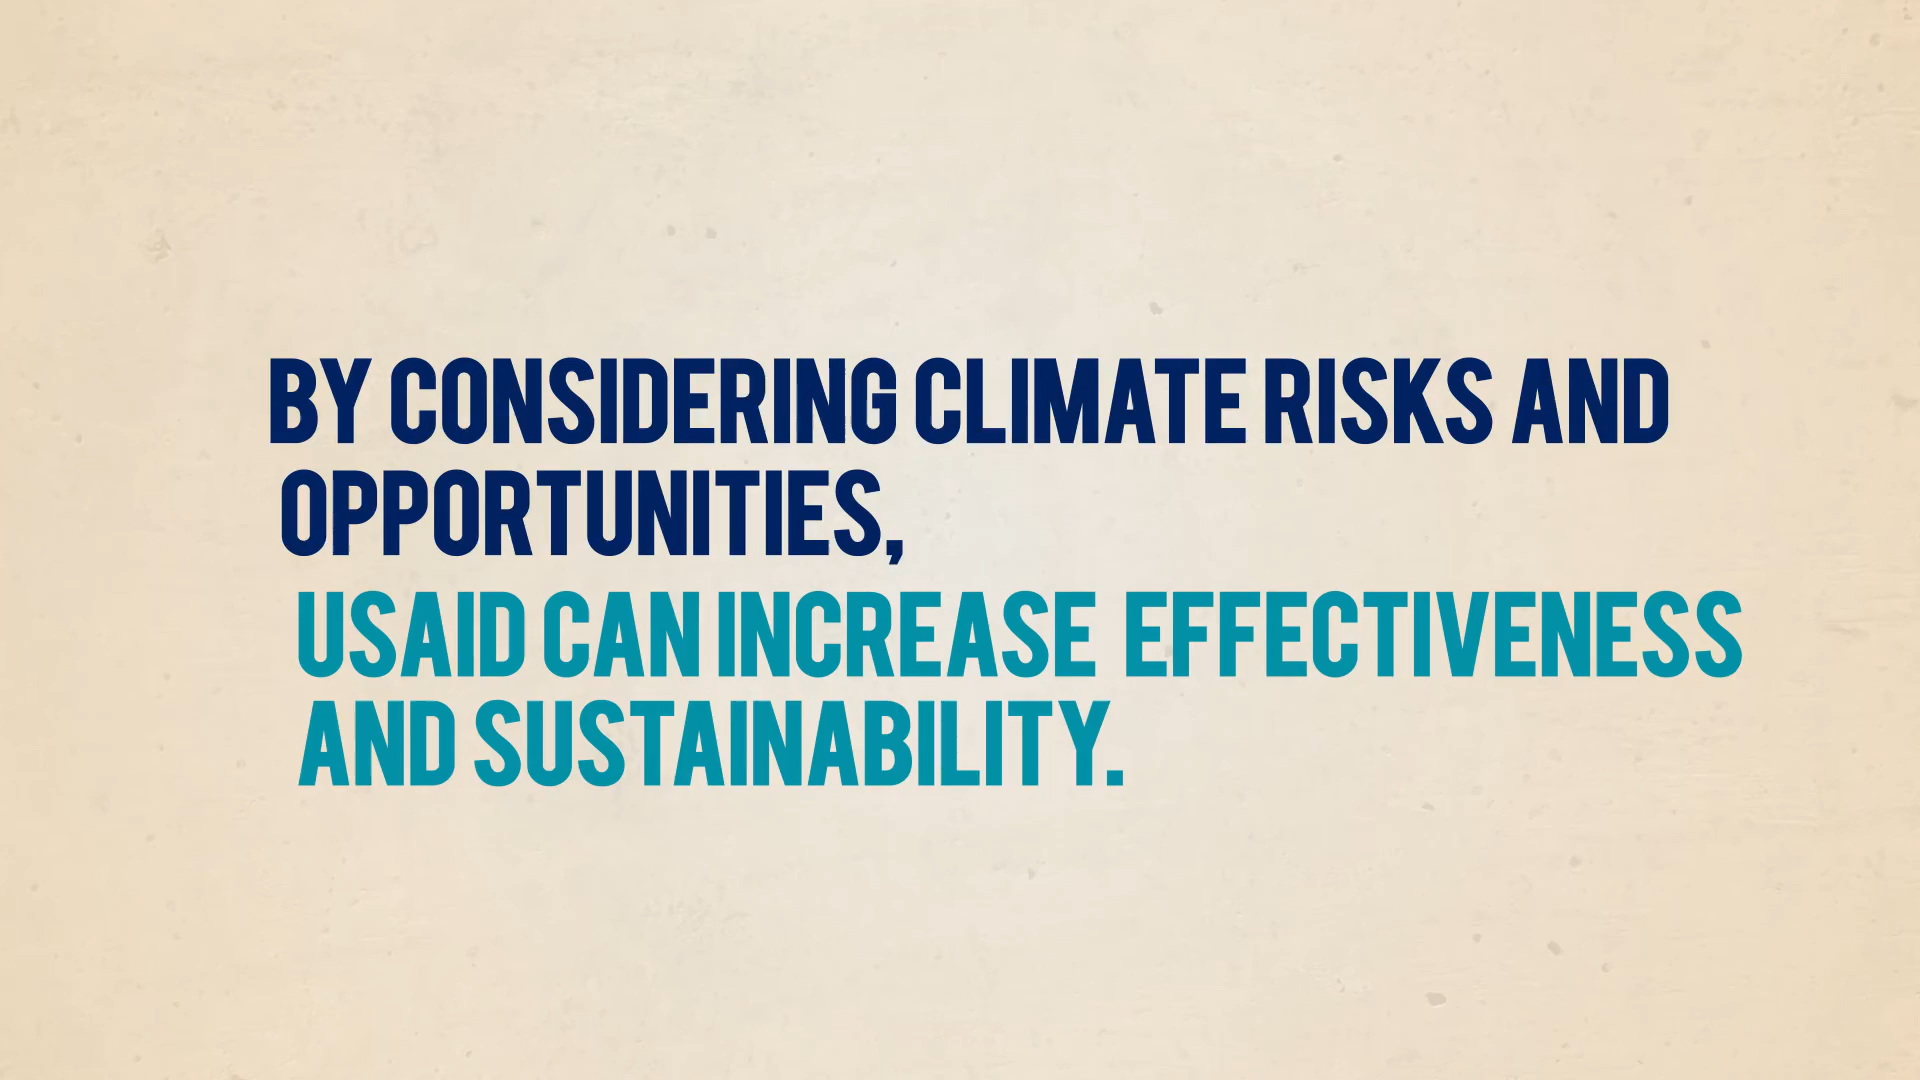 BY CONSIDERING CLIMATE RISKS AND
OPPORTUNITIES,
USAID CAN INCREASE EFFECTIVENESS
AND SUSTAINABILITY.